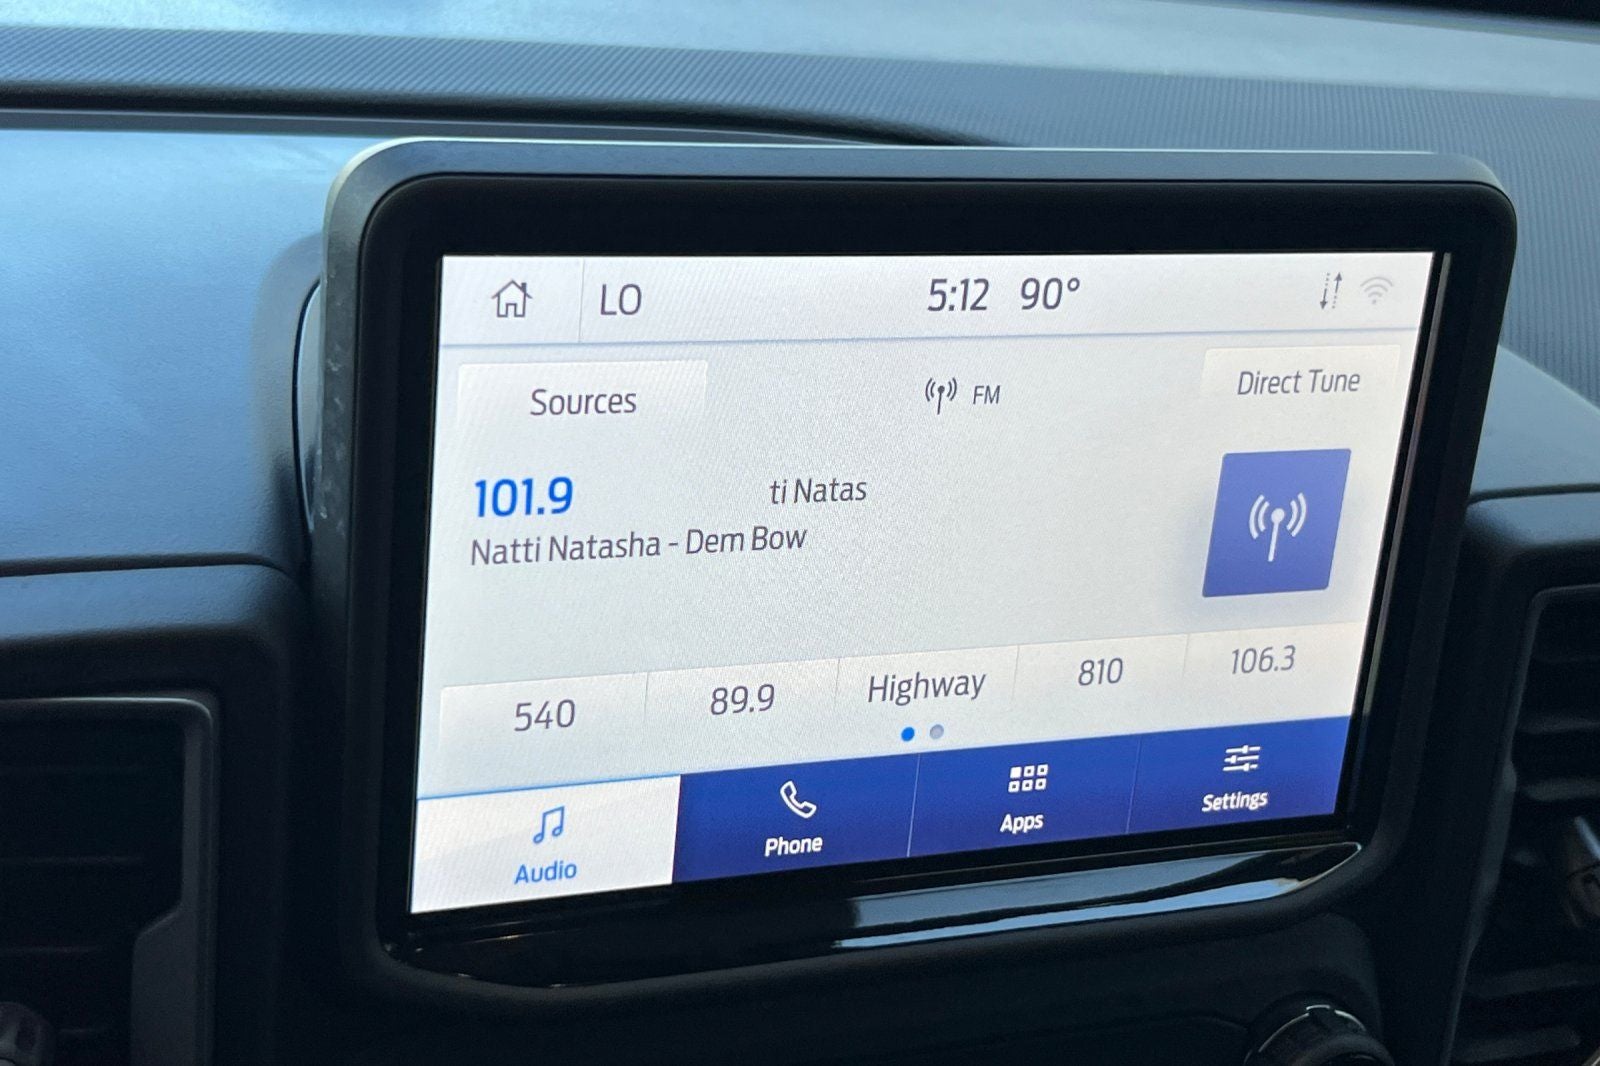 LO 5:12 90°
Sources FM Direct Tune
101.9 ti Natas
Natti Natasha - Dem Bow
540 89.9 Highway 810 106.3
Audio Phone Apps Settings